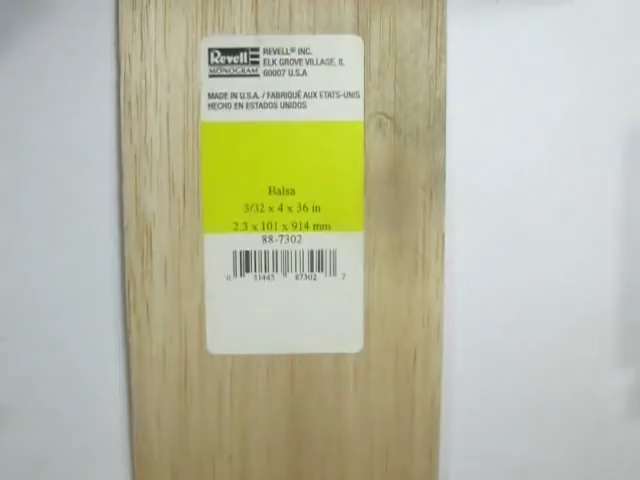 Revell
MONOGRAM
REVELL® INC.
ELK GROVE VILLAGE, IL
60007 U.S.A
MADE IN U.S.A. / FABRIQUÉ AUX ETATS-UNIS
HECHO EN ESTADOS UNIDOS
Balsa
3/32 x 4 x 36 in
2.3 x 101 x 914 mm
88-7302
0 31445 87302 7